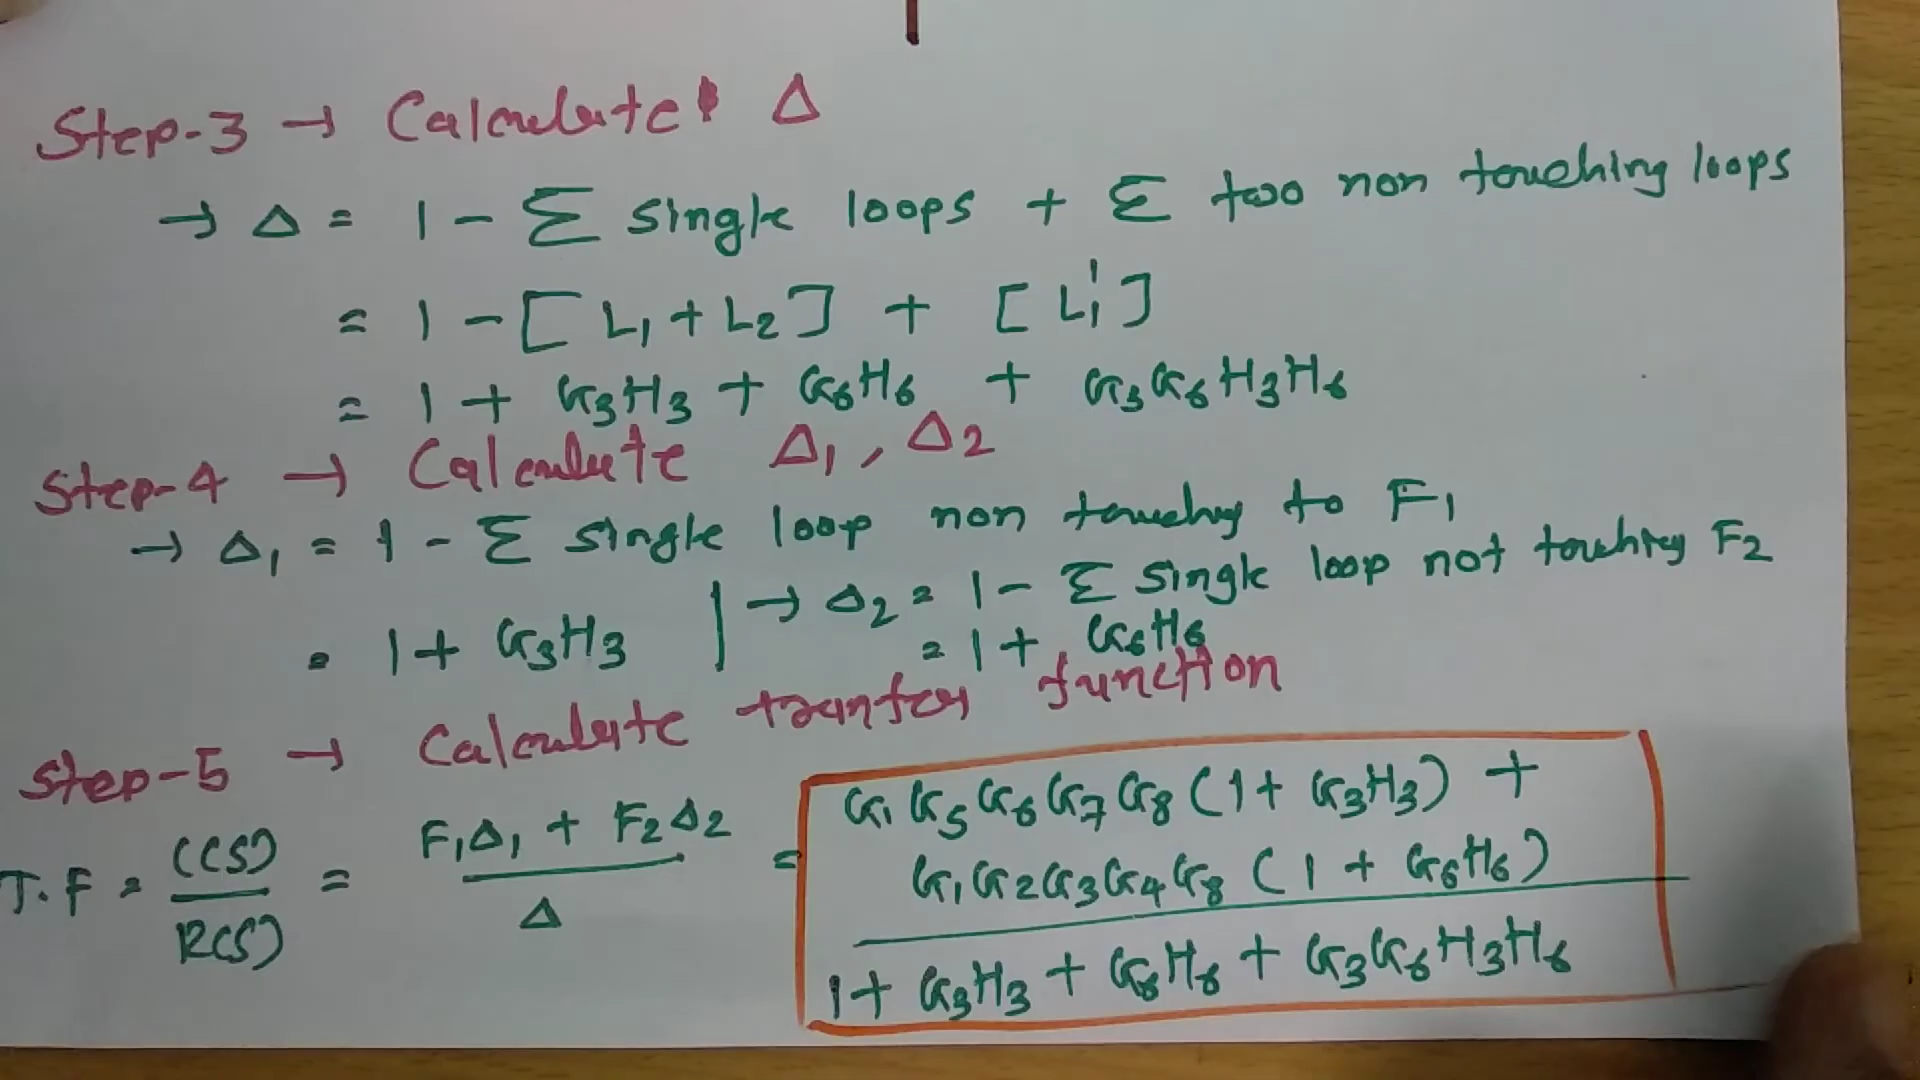 Step-3 → Calculate Δ
→ Δ = 1 - Σ single loops + Σ two non touching loops
= 1 - [L₁ + L₂] + [L₁']
= 1 + G₃H₃ + G₆H₆ + G₃G₆H₃H₆
Step-4 → Calculate Δ₁, Δ₂
→ Δ₁ = 1 - Σ single loop non touching to F₁
= 1 + G₃H₃ | → Δ₂ = 1 - Σ single loop not touching F₂
= 1 + G₆H₆
Step-5 → Calculate tranfer function
T.F = C(S)/R(S) = (F₁Δ₁ + F₂Δ₂)/Δ = G₁G₅G₆G₇G₈(1 + G₃H₃) +
G₁G₂G₃G₄G₈(1 + G₆H₆)
1 + G₃H₃ + G₆H₆ + G₃G₆H₃H₆